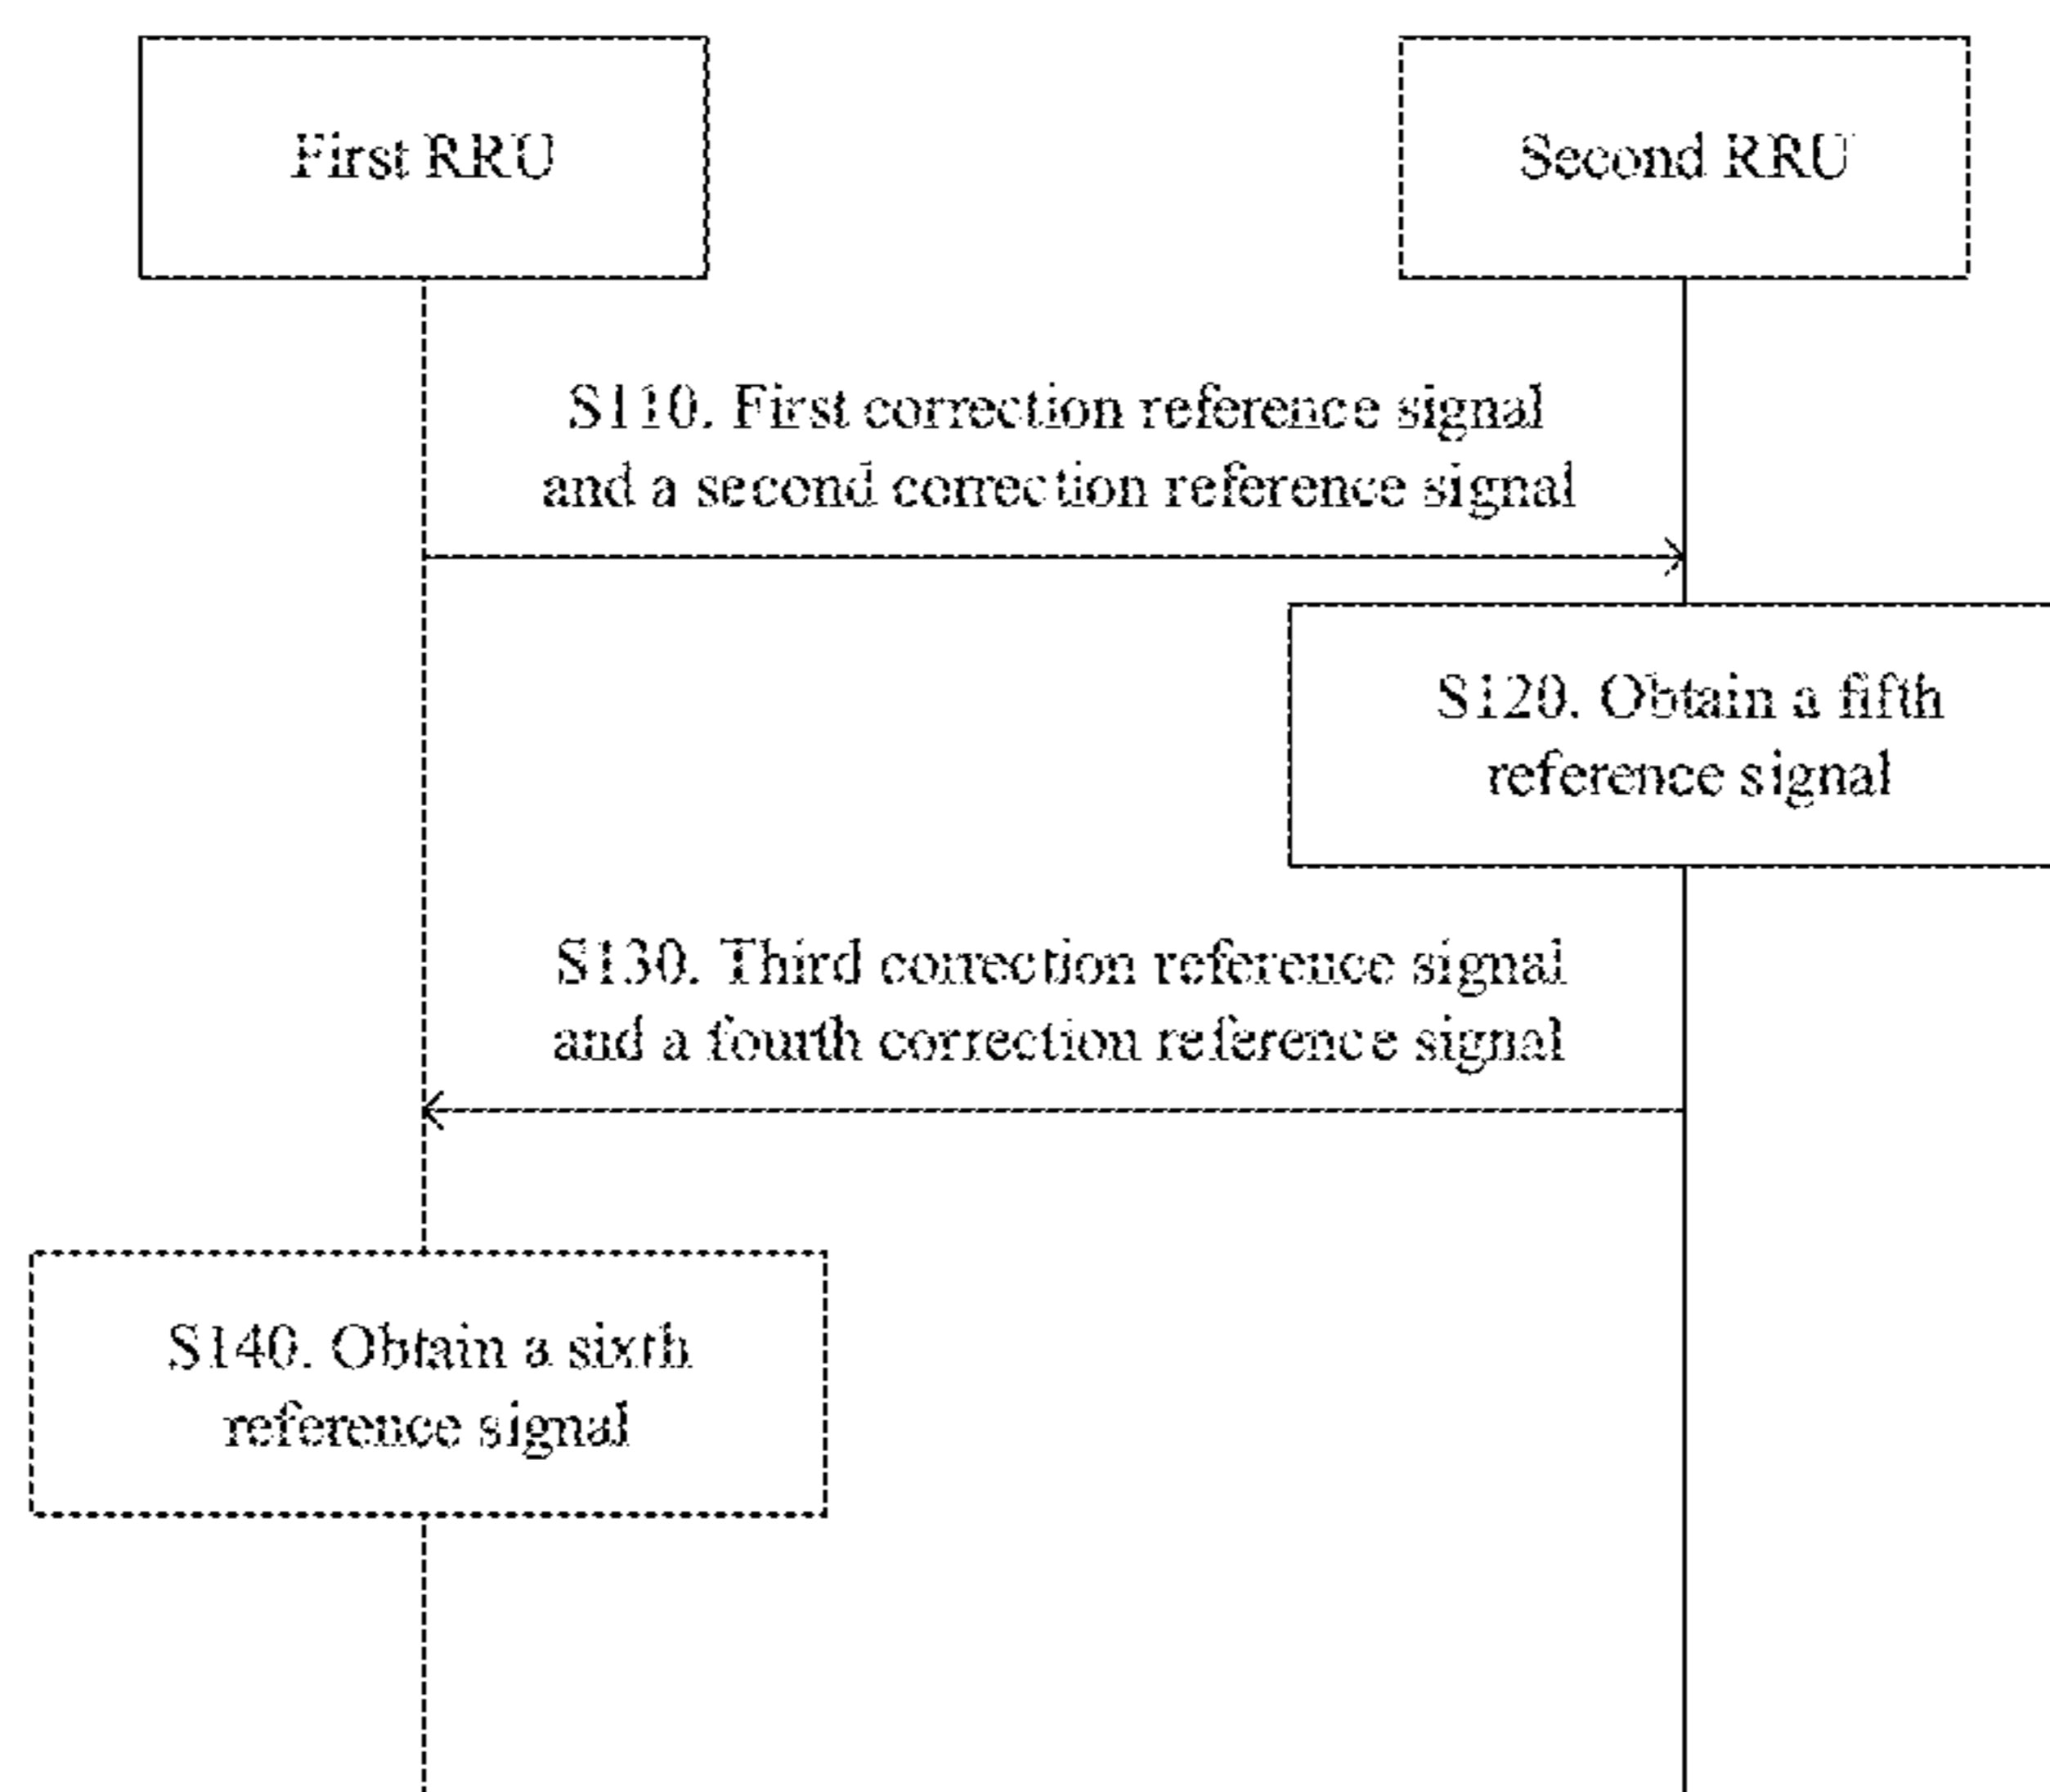 First RRU
Second RRU
S110. First correction reference signal
and a second correction reference signal
S120. Obtain a fifth
reference signal
S130. Third correction reference signal
and a fourth correction reference signal
S140. Obtain a sixth
reference signal